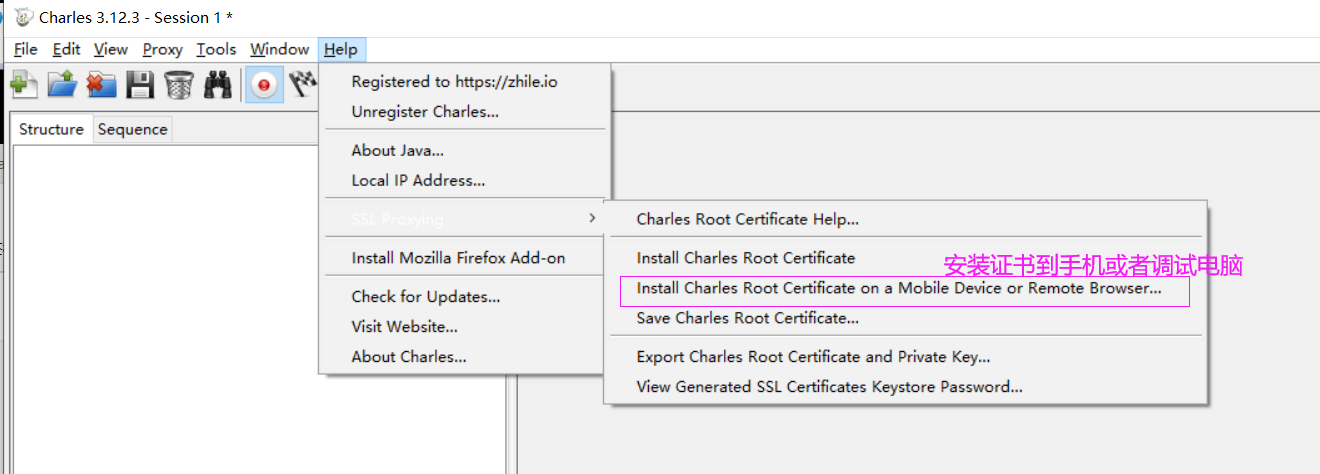 Charles 3.12.3 - Session 1 *
File Edit View Proxy Tools Window Help
Registered to https://zhile.io
Unregister Charles...
Structure Sequence
About Java...
Local IP Address...
SSL Proxying
Charles Root Certificate Help...
Install Mozilla Firefox Add-on
Install Charles Root Certificate
安装证书到手机或者调试电脑
Install Charles Root Certificate on a Mobile Device or Remote Browser...
Check for Updates...
Save Charles Root Certificate...
Visit Website...
About Charles...
Export Charles Root Certificate and Private Key...
View Generated SSL Certificates Keystore Password...